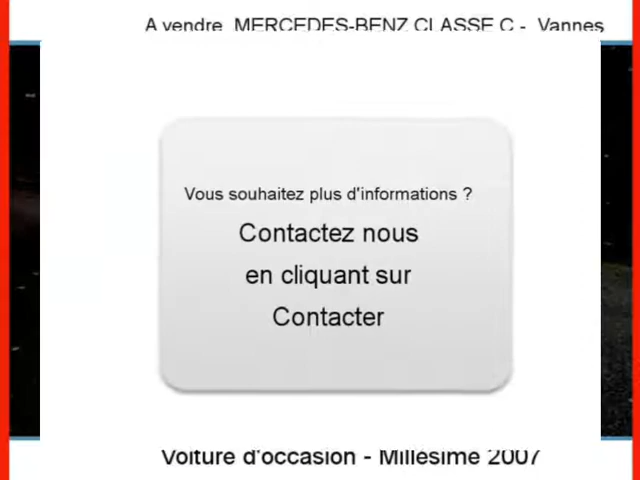 A vendre MERCEDES-BENZ CLASSE C - Vannes
Vous souhaitez plus d'informations ?
Contactez nous
en cliquant sur
Contacter
Voiture d'occasion - Millesime 2007